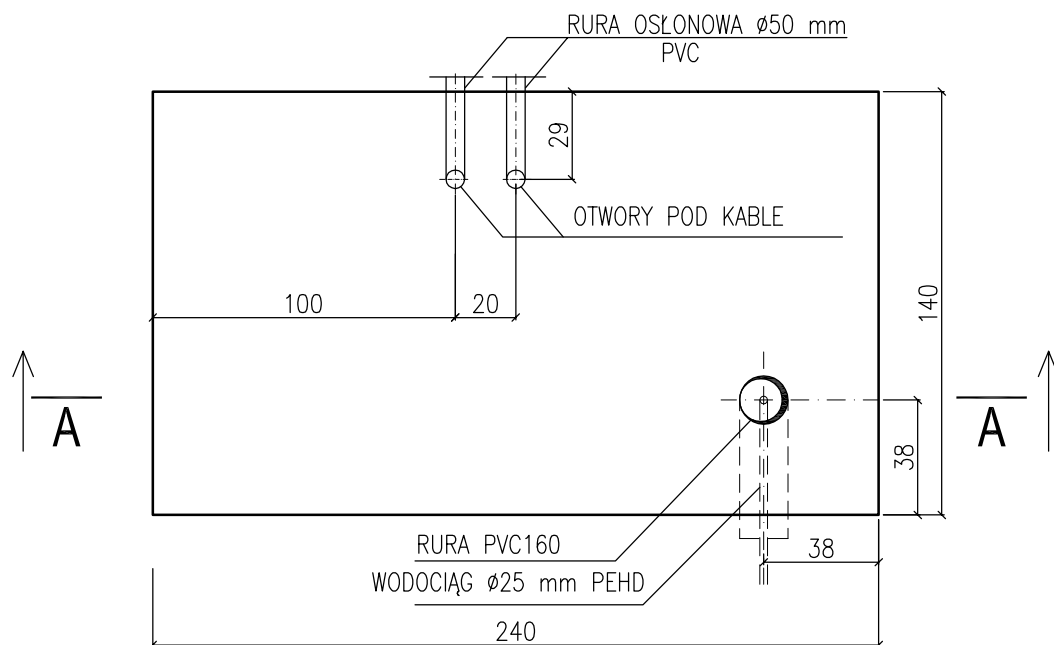 RURA OSŁONOWA ø50 mm
PVC
29
OTWORY POD KABLE
100
20
140
A
A
38
RURA PVC160
38
WODOCIĄG ø25 mm PEHD
240